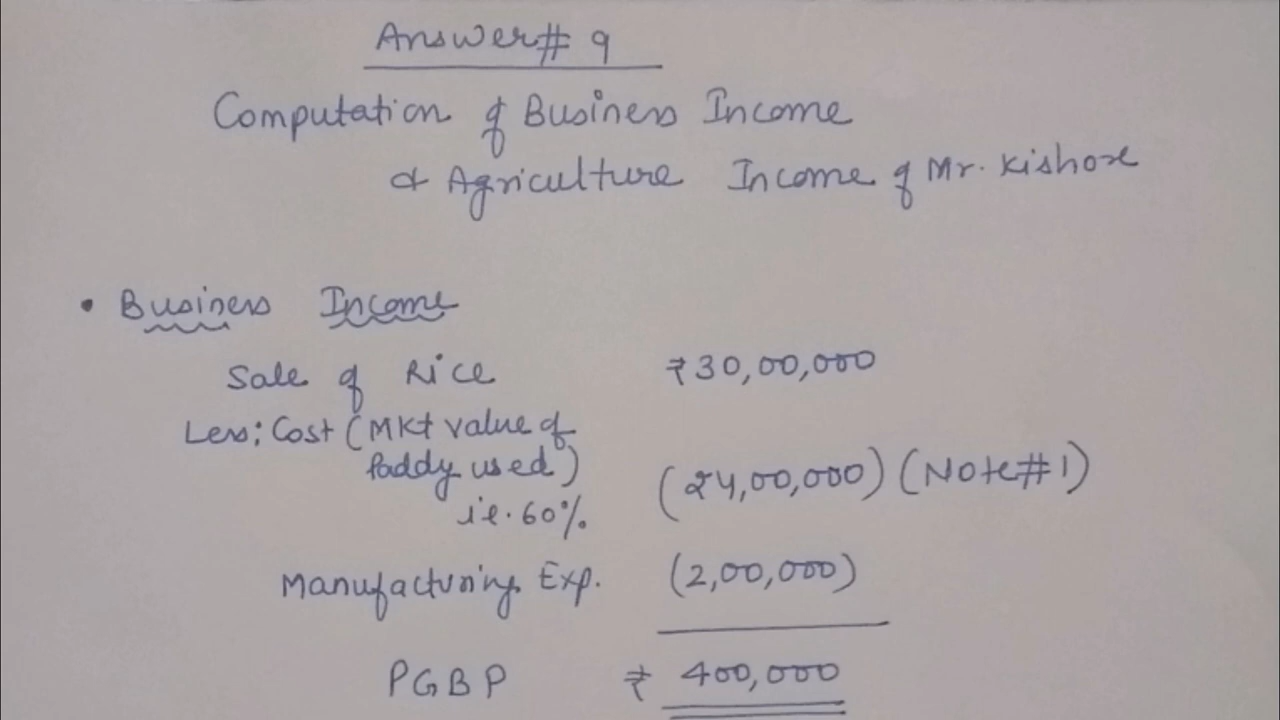 Answer# 9
Computation of Business Income
& Agriculture Income of Mr. Kishore
• Business Income
Sale of Rice ₹30,00,000
Less: Cost (Mkt value of
Paddy used) (24,00,000) (Note#1)
i.e. 60%
Manufacturing Exp. (2,00,000)
PGBP ₹ 400,000